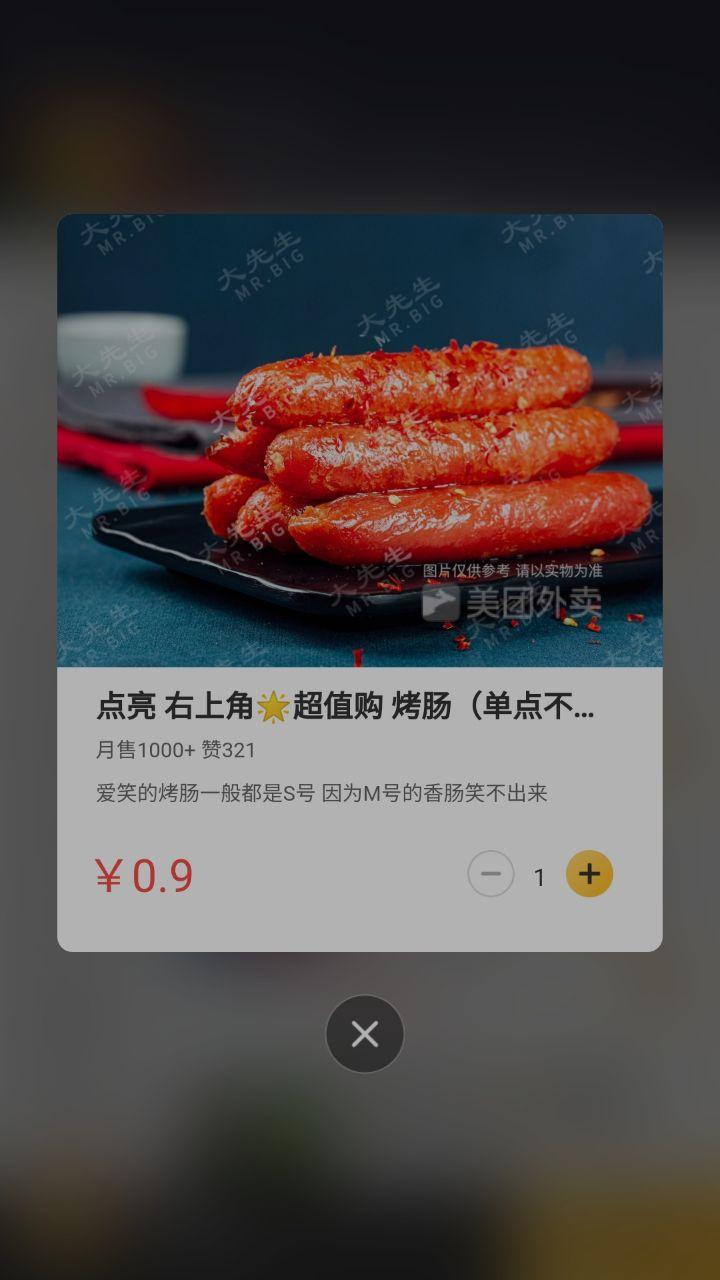 大先生
MR.BIG
图片仅供参考 请以实物为准
美团外卖
点亮 右上角🌟超值购 烤肠（单点不...
月售1000+ 赞321
爱笑的烤肠一般都是S号 因为M号的香肠笑不出来
￥0.9
1